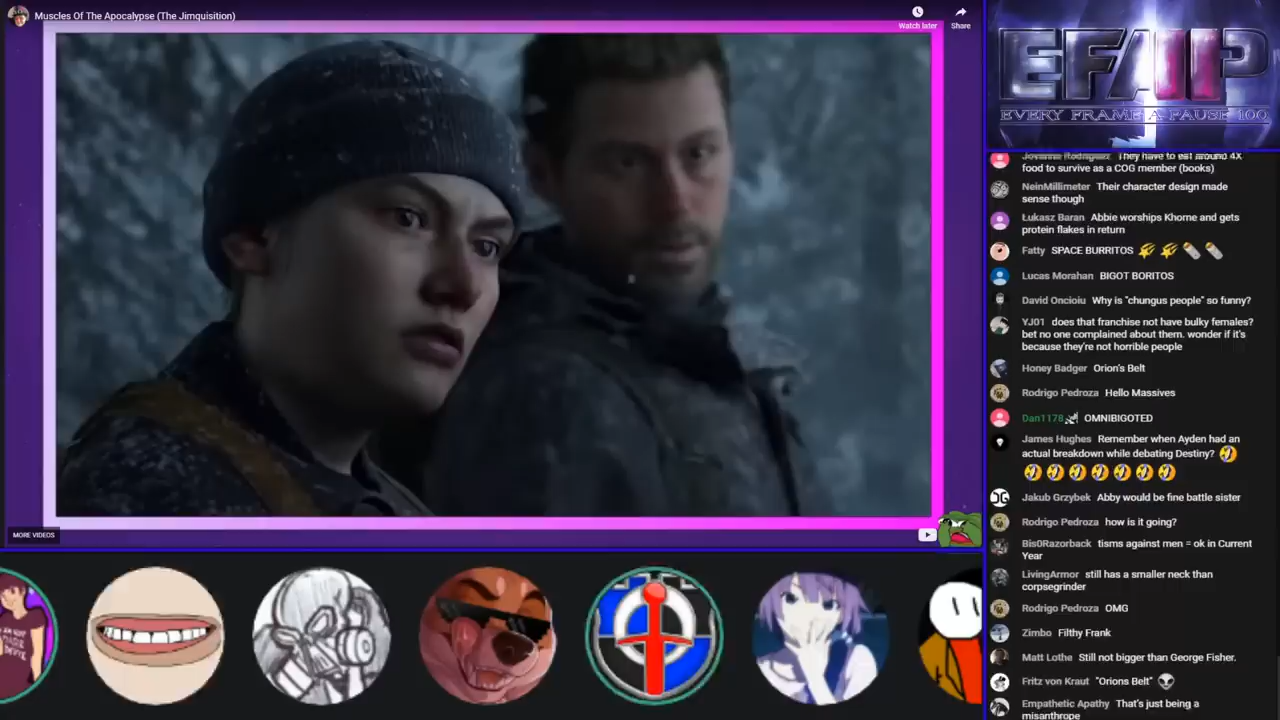 Muscles Of The Apocalypse (The Jimquisition)
Watch later
Share
MORE VIDEOS
EFAP
EVERY FRAME A PAUSE 100
Jovanne Rodriguez They have to eat around 4X
food to survive as a COG member (books)
NeinMillimeter Their character design made
sense though
Łukasz Baran Abbie worships Khorne and gets
protein flakes in return
Fatty SPACE BURRITOS
Lucas Morahan BIGOT BORITOS
David Oncioiu Why is "chungus people" so funny?
YJ01 does that franchise not have bulky females?
bet no one complained about them. wonder if it's
because they're not horrible people
Honey Badger Orion's Belt
Rodrigo Pedroza Hello Massives
Dan1178 OMNIBIGOTED
James Hughes Remember when Ayden had an
actual breakdown while debating Destiny?
Jakub Grzybek Abby would be fine battle sister
Rodrigo Pedroza how is it going?
Bis0Razorback tisms against men = ok in Current
Year
LivingArmor still has a smaller neck than
corpsegrinder
Rodrigo Pedroza OMG
Zimbo Filthy Frank
Matt Lothe Still not bigger than George Fisher.
Fritz von Kraut "Orions Belt"
Empathetic Apathy That's just being a
misanthrope